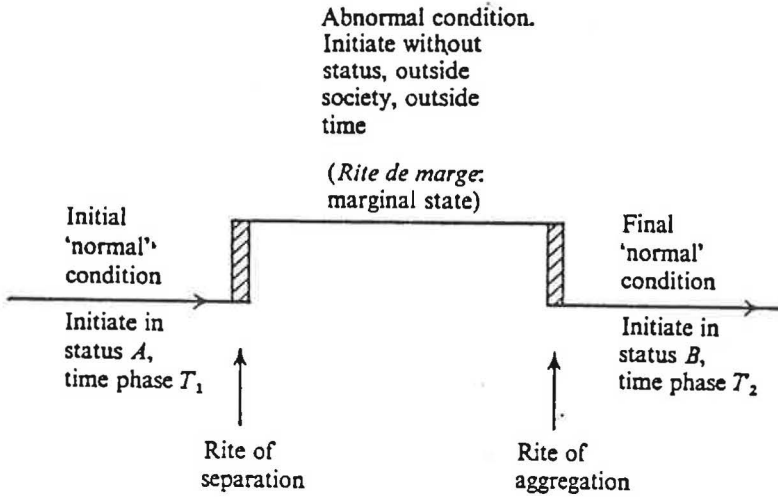 Abnormal condition.
Initiate without
status, outside
society, outside
time
(Rite de marge:
marginal state)
Initial
'normal'
condition
Final
'normal'
condition
Initiate in
status A,
time phase T₁
Initiate in
status B,
time phase T₂
Rite of
separation
Rite of
aggregation